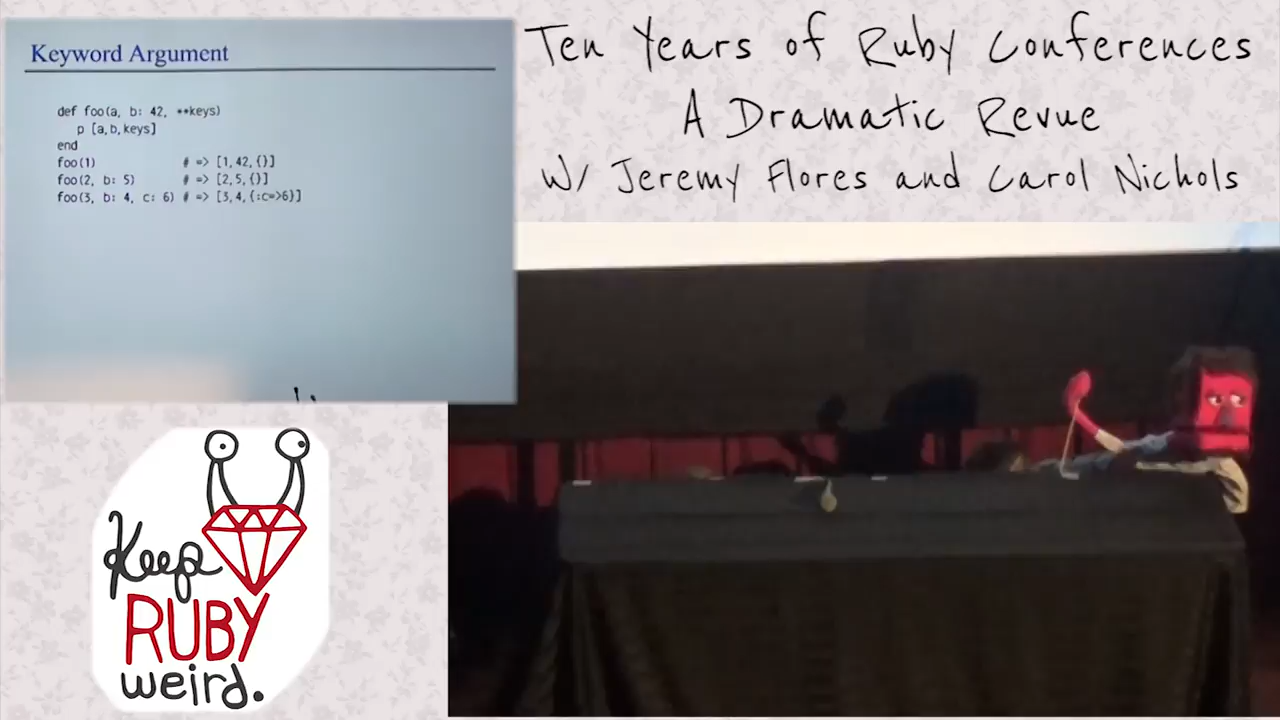 Keyword Argument
def foo(a, b: 42, **keys)
p [a,b,keys]
end
foo(1) # => [1,42,{}]
foo(2, b: 5) # => [2,5,{}]
foo(3, b: 4, c: 6) # => [3,4,{:c=>6}]
Ten Years of Ruby Conferences
A Dramatic Revue
W/ Jeremy Flores and Carol Nichols
Keep
RUBY
weird.